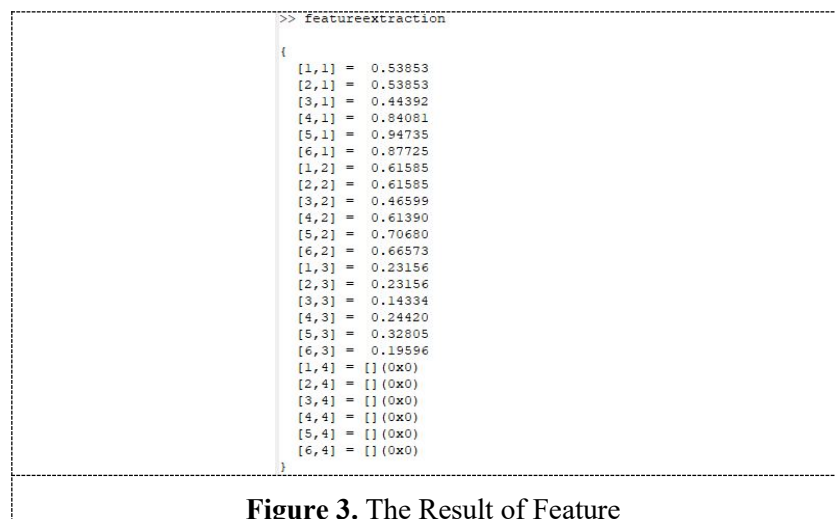 >> featureextraction
{
[1,1] = 0.53853
[2,1] = 0.53853
[3,1] = 0.44392
[4,1] = 0.84081
[5,1] = 0.94735
[6,1] = 0.87725
[1,2] = 0.61585
[2,2] = 0.61585
[3,2] = 0.46599
[4,2] = 0.61390
[5,2] = 0.70680
[6,2] = 0.66573
[1,3] = 0.23156
[2,3] = 0.23156
[3,3] = 0.14334
[4,3] = 0.24420
[5,3] = 0.32805
[6,3] = 0.19596
[1,4] = [](0x0)
[2,4] = [](0x0)
[3,4] = [](0x0)
[4,4] = [](0x0)
[5,4] = [](0x0)
[6,4] = [](0x0)
}
Figure 3. The Result of Feature